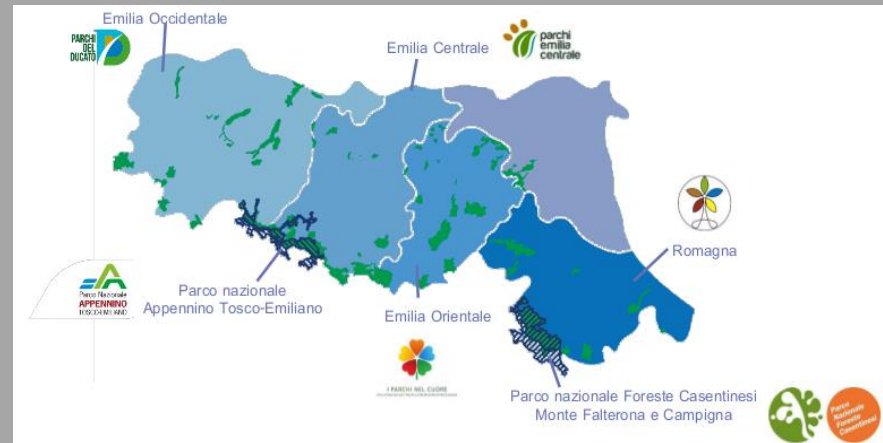 Emilia Occidentale
PARCHI
DEL
DUCATO
Emilia Centrale
parchi
emilia
centrale
Romagna
Parco nazionale
Appennino Tosco-Emiliano
Parco Nazionale
APPENNINO
TOSCO-EMILIANO
Emilia Orientale
I PARCHI NEL CUORE
Parco nazionale Foreste Casentinesi
Monte Falterona e Campigna
Parco
Nazionale
Foreste
Casentinesi